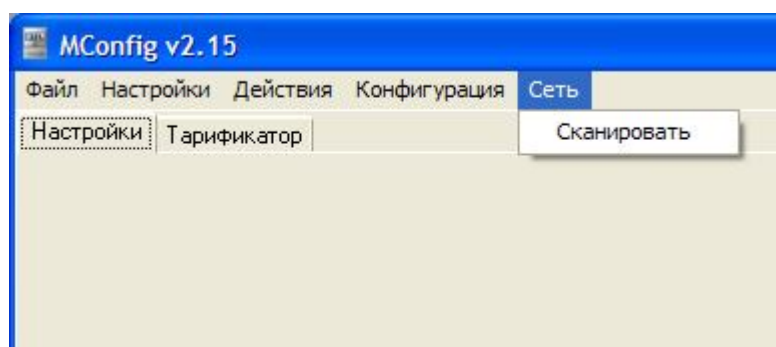 MConfig v2.15
Файл Настройки Действия Конфигурация Сеть
Сканировать
Настройки Тарификатор